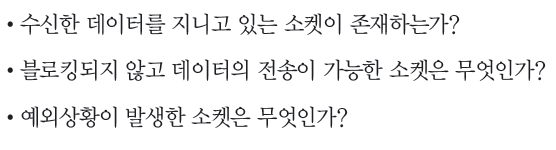 • 수신한 데이터를 지니고 있는 소켓이 존재하는가?
• 블로킹되지 않고 데이터의 전송이 가능한 소켓은 무엇인가?
• 예외상황이 발생한 소켓은 무엇인가?